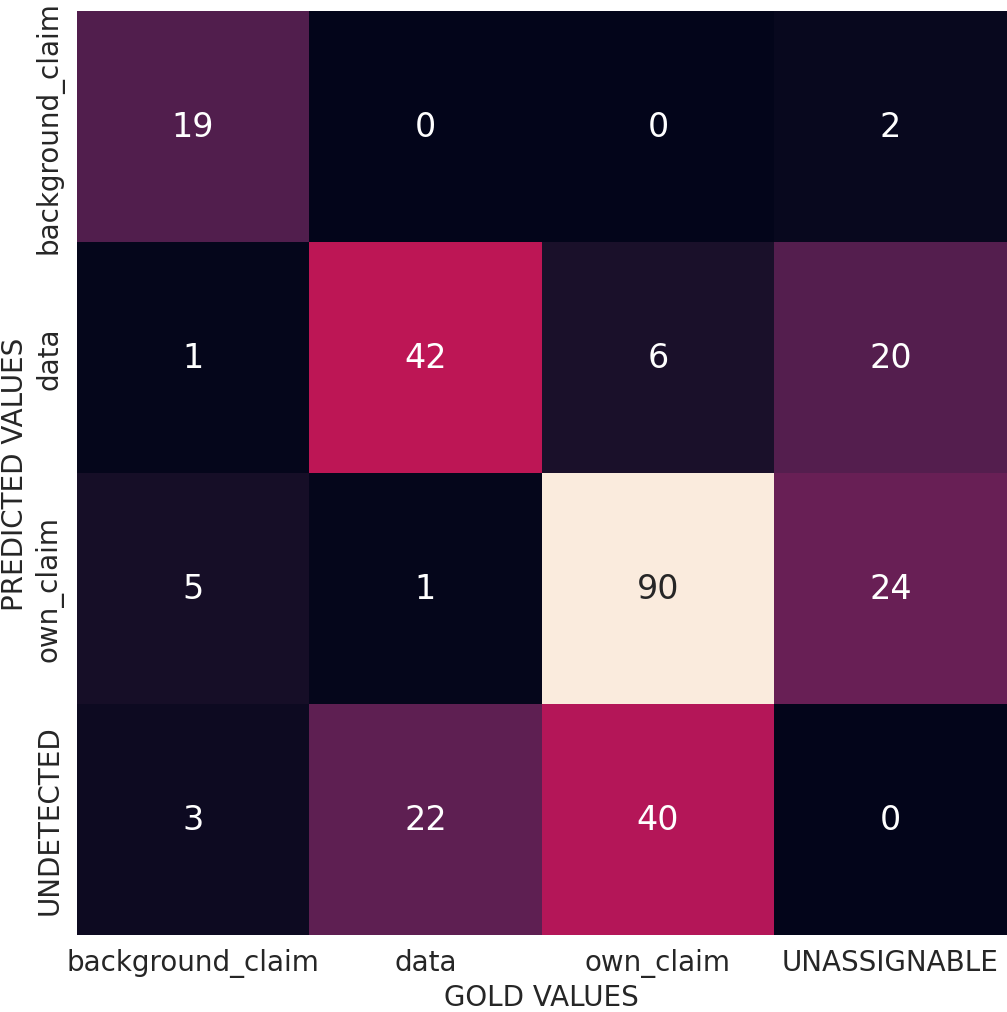 PREDICTED VALUES
background_claim
19 0 0 2
data
1 42 6 20
own_claim
5 1 90 24
UNDETECTED
3 22 40 0
background_claim data own_claim UNASSIGNABLE
GOLD VALUES